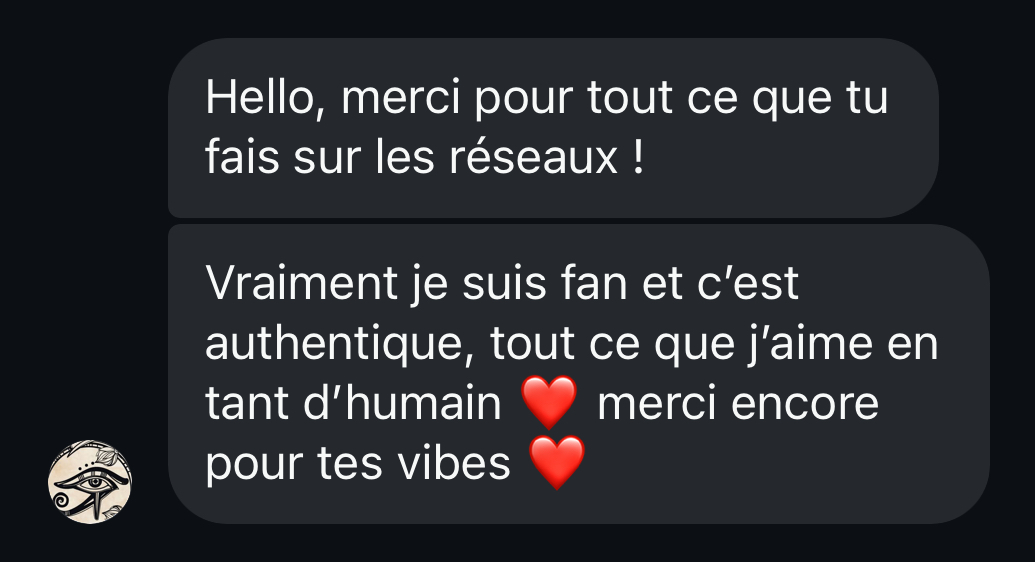 Hello, merci pour tout ce que tu
fais sur les réseaux !
Vraiment je suis fan et c’est
authentique, tout ce que j’aime en
tant d’humain ❤️ merci encore
pour tes vibes ❤️